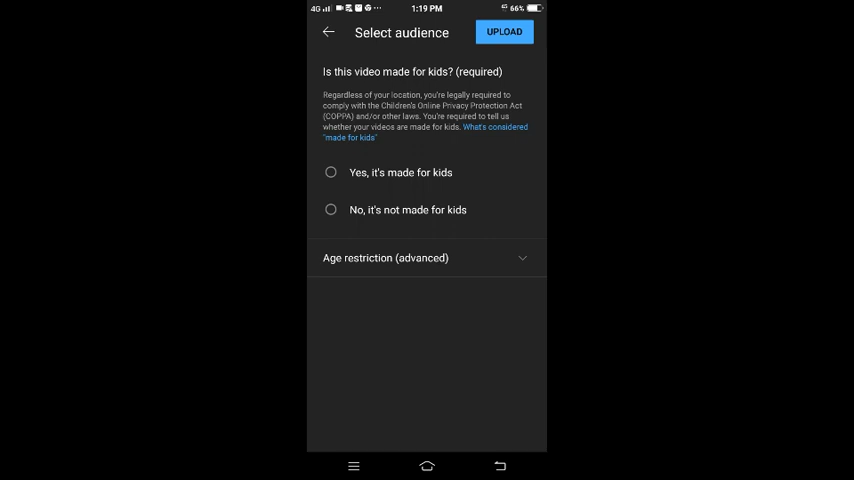 4G 1:19 PM 66%
Select audience UPLOAD
Is this video made for kids? (required)
Regardless of your location, you're legally required to
comply with the Children's Online Privacy Protection Act
(COPPA) and/or other laws. You're required to tell us
whether your videos are made for kids. What's considered
"made for kids"
Yes, it's made for kids
No, it's not made for kids
Age restriction (advanced)